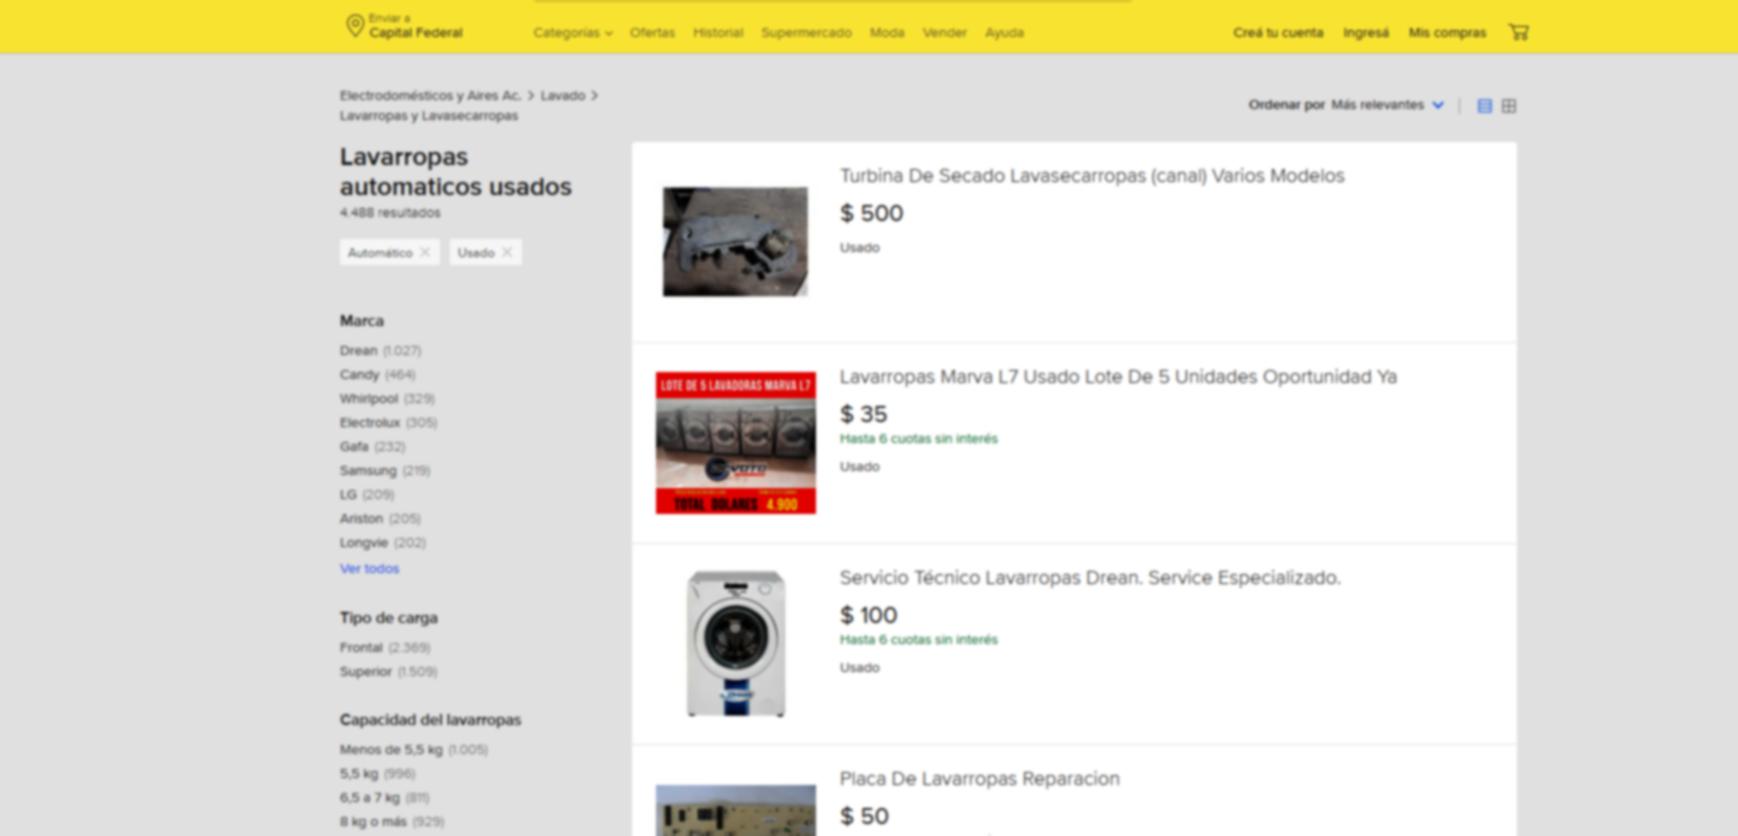 Enviar a
Capital Federal
Categorías
Ofertas
Historial
Supermercado
Moda
Vender
Ayuda
Creá tu cuenta
Ingresá
Mis compras
Electrodomésticos y Aires Ac. > Lavado >
Lavarropas y Lavasecarropas
Ordenar por Más relevantes
Lavarropas
automaticos usados
4.488 resultados
Automático
Usado
Marca
Drean (1.027)
Candy (464)
Whirlpool (329)
Electrolux (305)
Gafa (232)
Samsung (219)
LG (209)
Ariston (205)
Longvie (202)
Ver todos
Tipo de carga
Frontal (2.369)
Superior (1.509)
Capacidad del lavarropas
Menos de 5,5 kg (1.005)
5,5 kg (996)
6,5 a 7 kg (811)
8 kg o más (929)
Turbina De Secado Lavasecarropas (canal) Varios Modelos
$ 500
Usado
LOTE DE 5 LAVADORAS MARVA L7
TOTAL DOLARES 4.900
Lavarropas Marva L7 Usado Lote De 5 Unidades Oportunidad Ya
$ 35
Hasta 6 cuotas sin interés
Usado
Servicio Técnico Lavarropas Drean. Service Especializado.
$ 100
Hasta 6 cuotas sin interés
Usado
Placa De Lavarropas Reparacion
$ 50